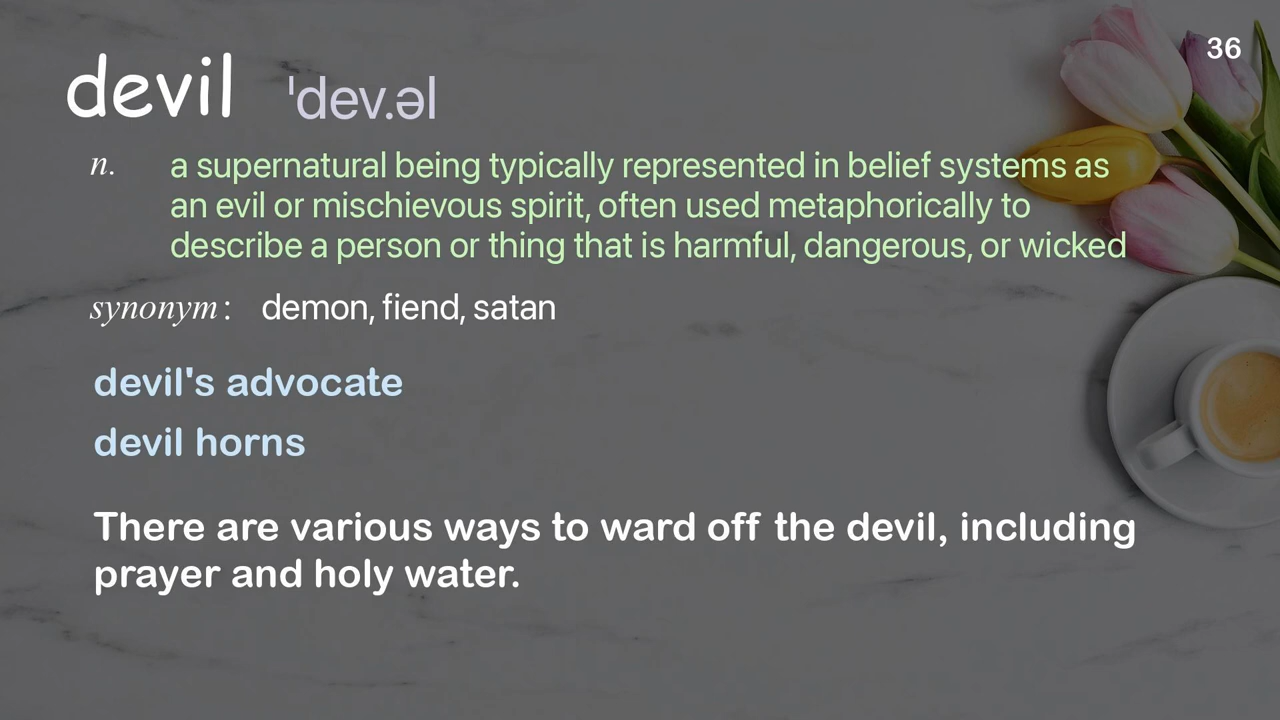 36
devil ˈdev.əl
n. a supernatural being typically represented in belief systems as
an evil or mischievous spirit, often used metaphorically to
describe a person or thing that is harmful, dangerous, or wicked
synonym: demon, fiend, satan
devil's advocate
devil horns
There are various ways to ward off the devil, including
prayer and holy water.